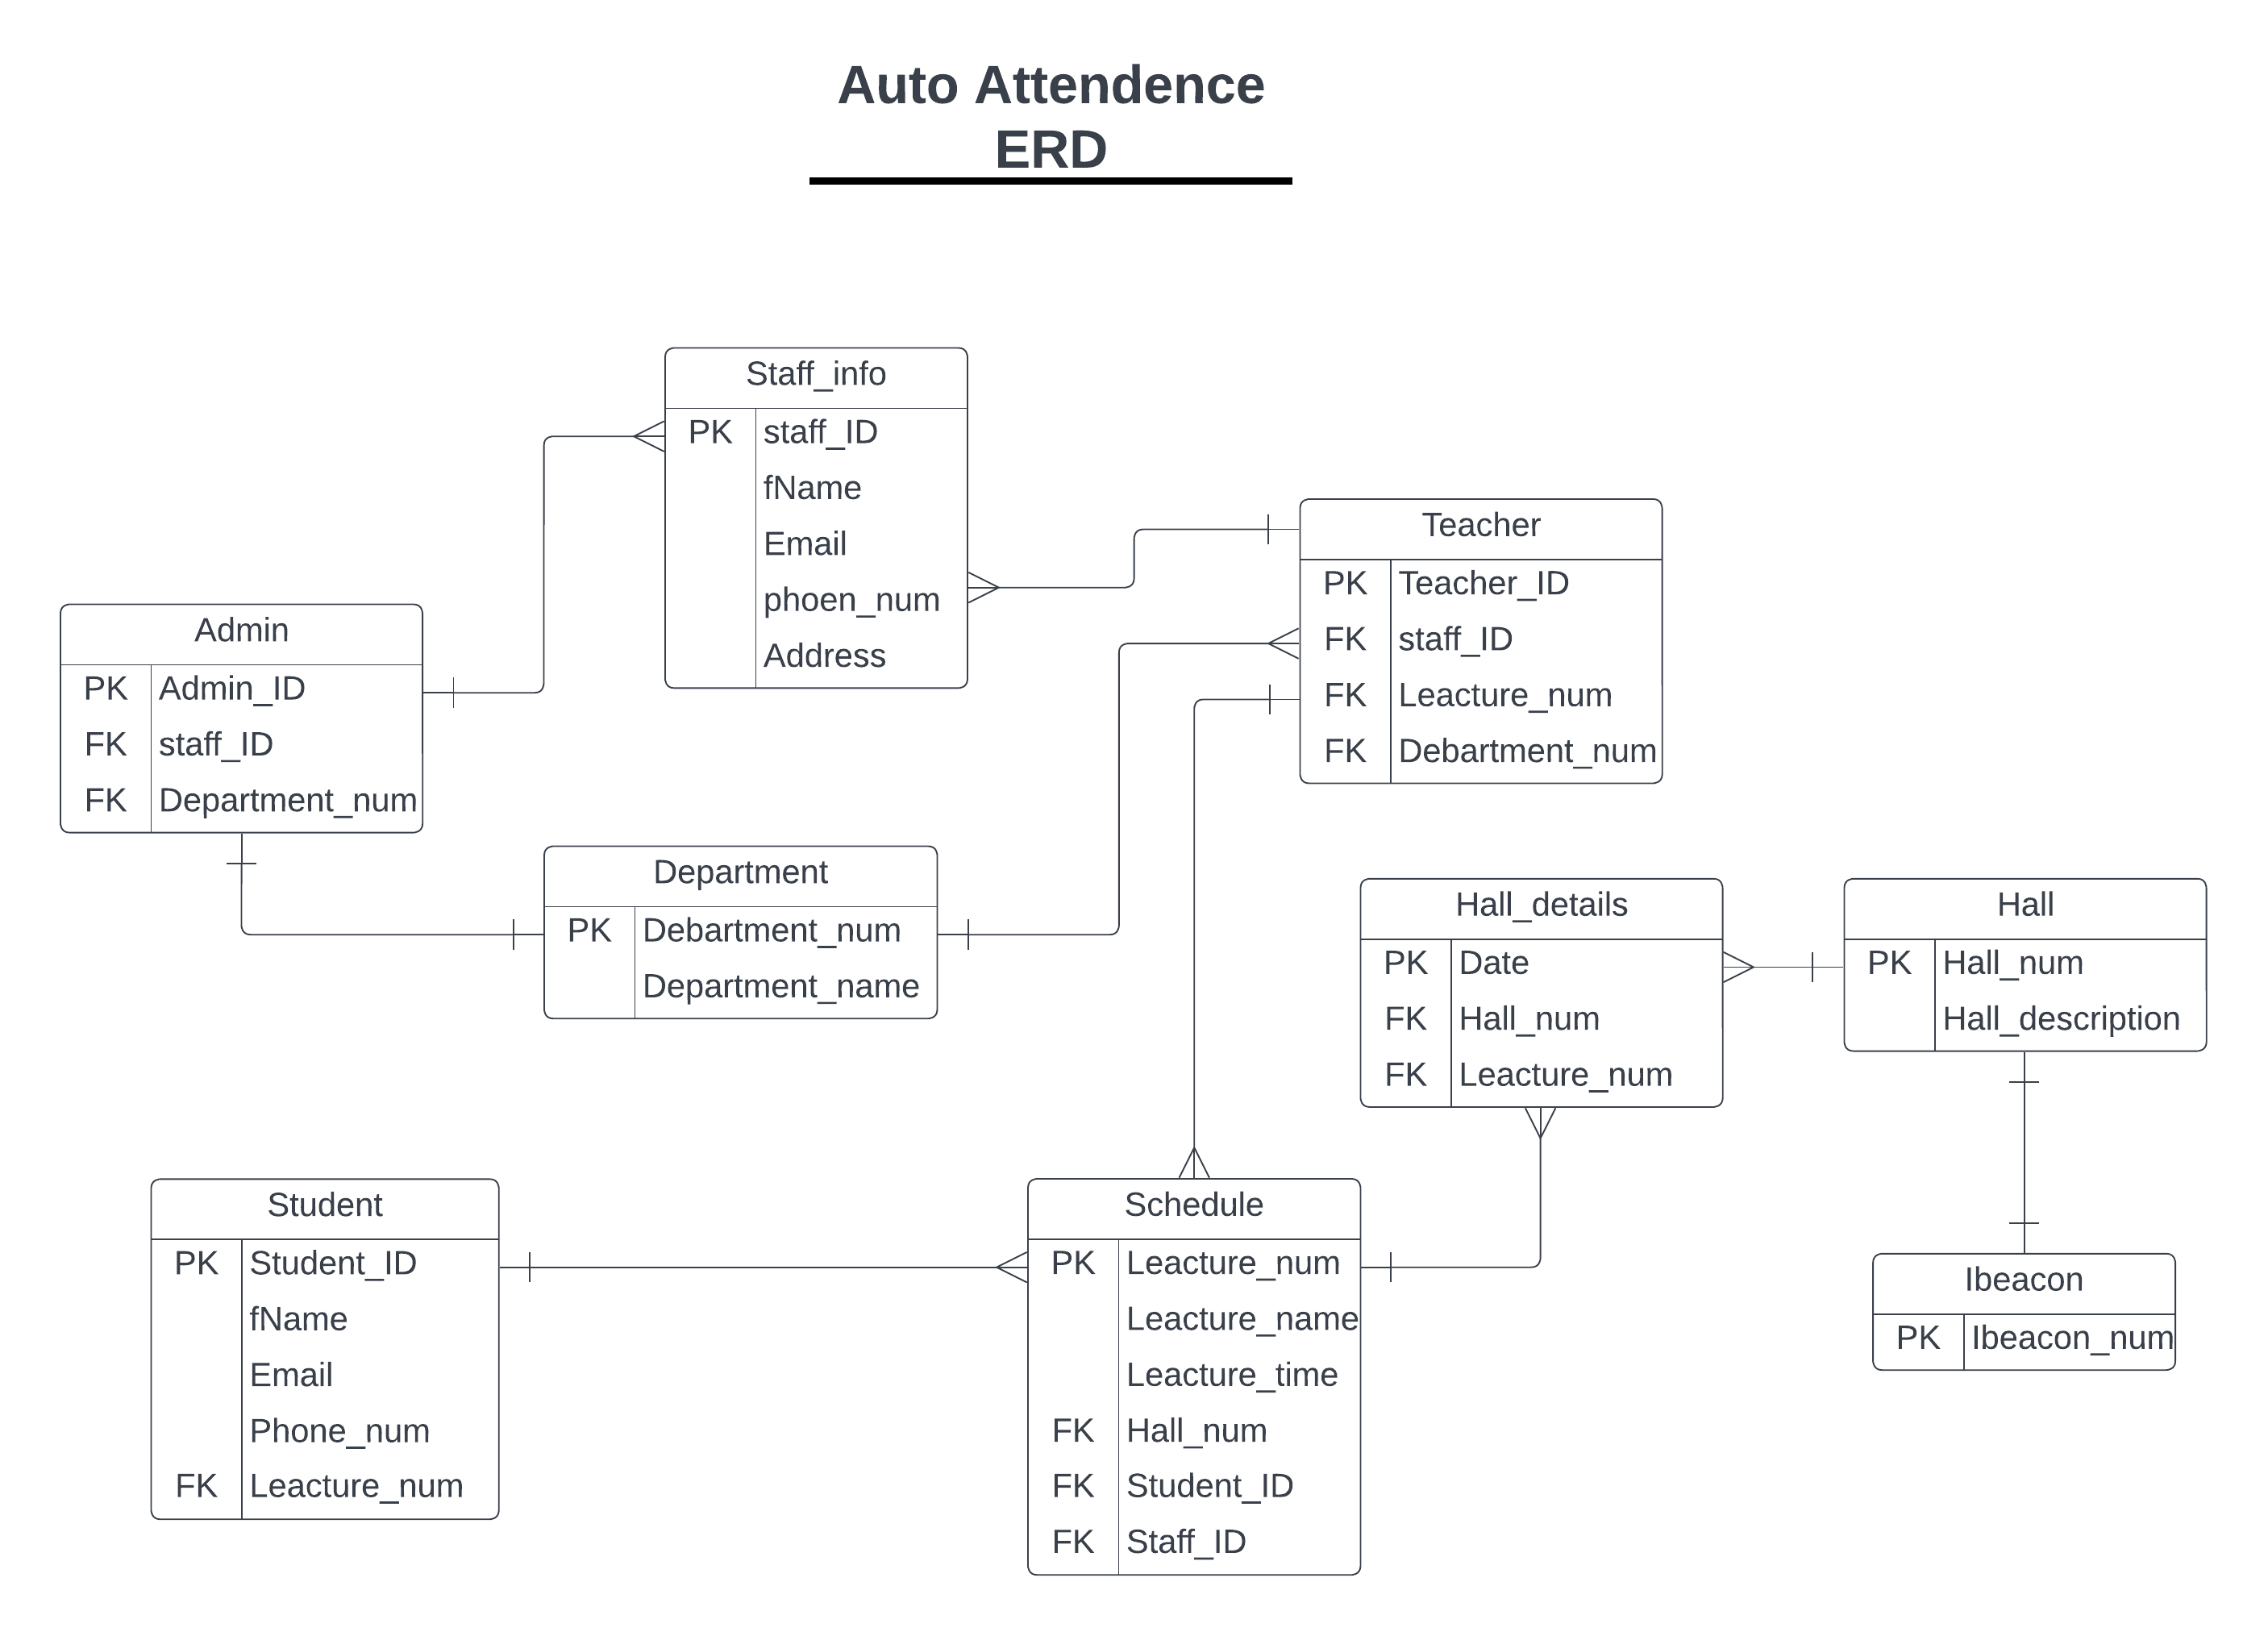 Auto Attendence
ERD
Staff_info
PK staff_ID
fName
Email
phoen_num
Address
Teacher
PK Teacher_ID
FK staff_ID
FK Leacture_num
FK Debartment_num
Admin
PK Admin_ID
FK staff_ID
FK Department_num
Department
PK Debartment_num
Department_name
Hall_details
PK Date
FK Hall_num
FK Leacture_num
Hall
PK Hall_num
Hall_description
Student
PK Student_ID
fName
Email
Phone_num
FK Leacture_num
Schedule
PK Leacture_num
Leacture_name
Leacture_time
FK Hall_num
FK Student_ID
FK Staff_ID
Ibeacon
PK Ibeacon_num